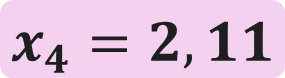 x₄ = 2,11